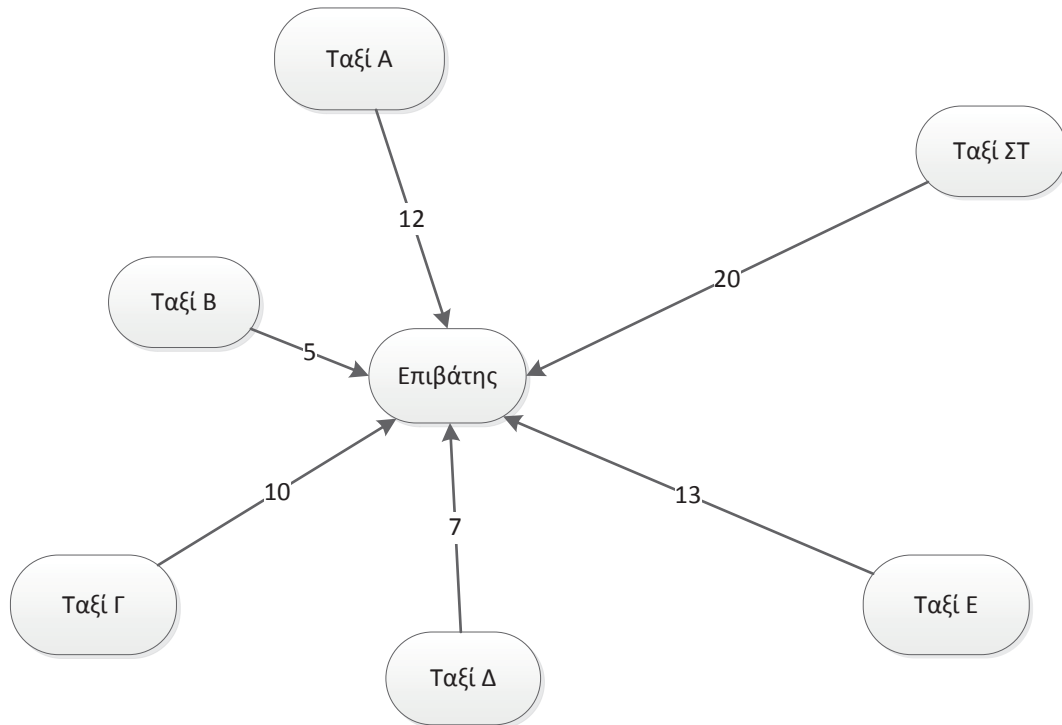 Ταξί Α
Ταξί ΣΤ
12
20
Ταξί Β
5
Επιβάτης
10
7
13
Ταξί Γ
Ταξί Δ
Ταξί Ε